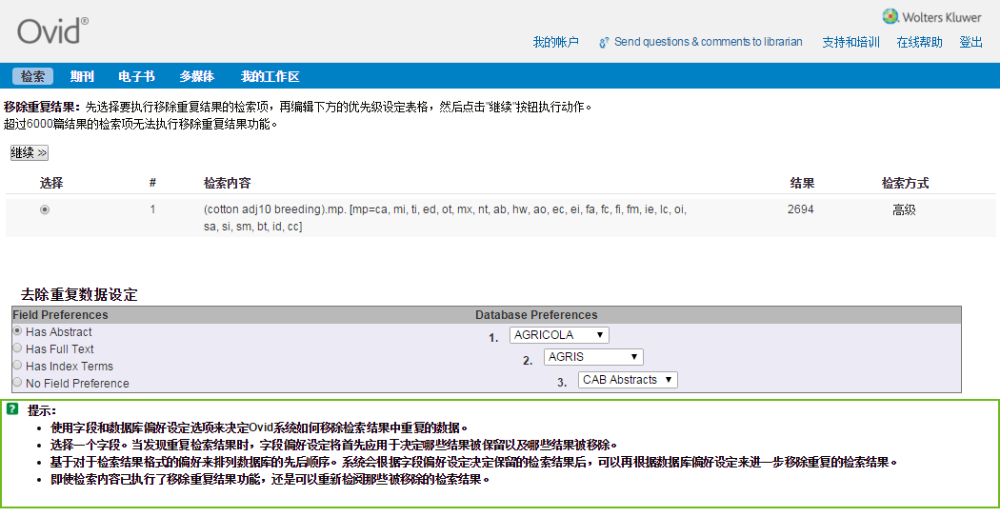 Ovid®
Wolters Kluwer
我的帐户 Send questions & comments to librarian 支持和培训 在线帮助 登出
检索 期刊 电子书 多媒体 我的工作区
移除重复结果：先选择要执行移除重复结果的检索项，再编辑下方的优先级设定表格，然后点击"继续"按钮执行动作。
超过6000篇结果的检索项无法执行移除重复结果功能。
继续 ≫
选择 # 检索内容 结果 检索方式
1 (cotton adj10 breeding).mp. [mp=ca, mi, ti, ed, ot, mx, nt, ab, hw, ao, ec, ei, fa, fc, fi, fm, ie, lc, oi, 2694 高级
sa, si, sm, bt, id, cc]
去除重复数据设定
Field Preferences Database Preferences
Has Abstract 1. AGRICOLA
Has Full Text 2. AGRIS
Has Index Terms 3. CAB Abstracts
No Field Preference
? 提示：
• 使用字段和数据库偏好设定选项来决定Ovid系统如何移除检索结果中重复的数据。
• 选择一个字段。当发现重复检索结果时，字段偏好设定将首先应用于决定哪些结果被保留以及哪些结果被移除。
• 基于对于检索结果格式的偏好来排列数据库的先后顺序。系统会根据字段偏好设定决定保留的检索结果后，可以再根据数据库偏好设定来进一步移除重复的检索结果。
• 即使检索内容已执行了移除重复结果功能，还是可以重新检阅那些被移除的检索结果。